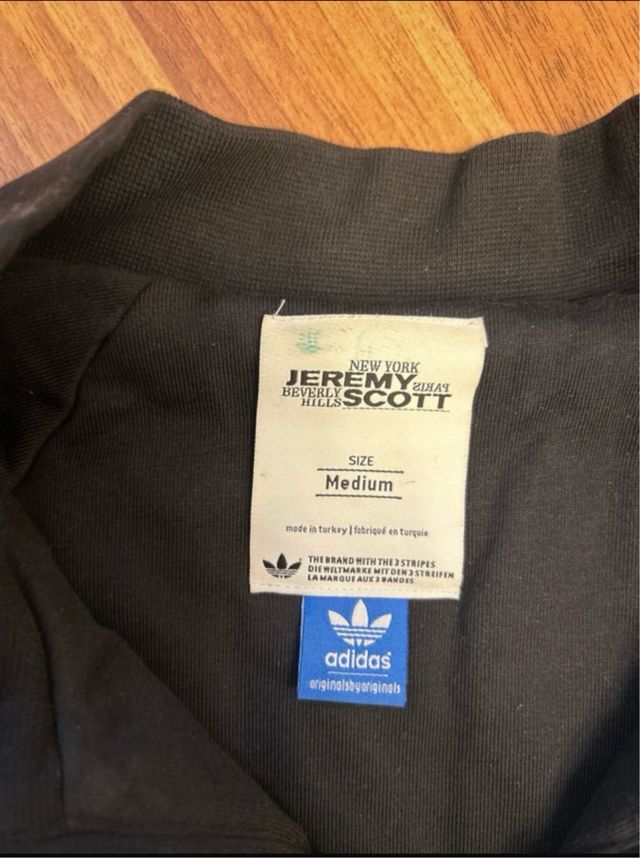 NEW YORK
JEREMY PARIS
BEVERLY HILLS SCOTT
SIZE
Medium
made in turkey | fabriqué en turquie
THE BRAND WITH THE 3 STRIPES
DIE WELTMARKE MIT DEN 3 STREIFEN
LA MARQUE AUX 3 BANDES
adidas
originalsbyoriginals